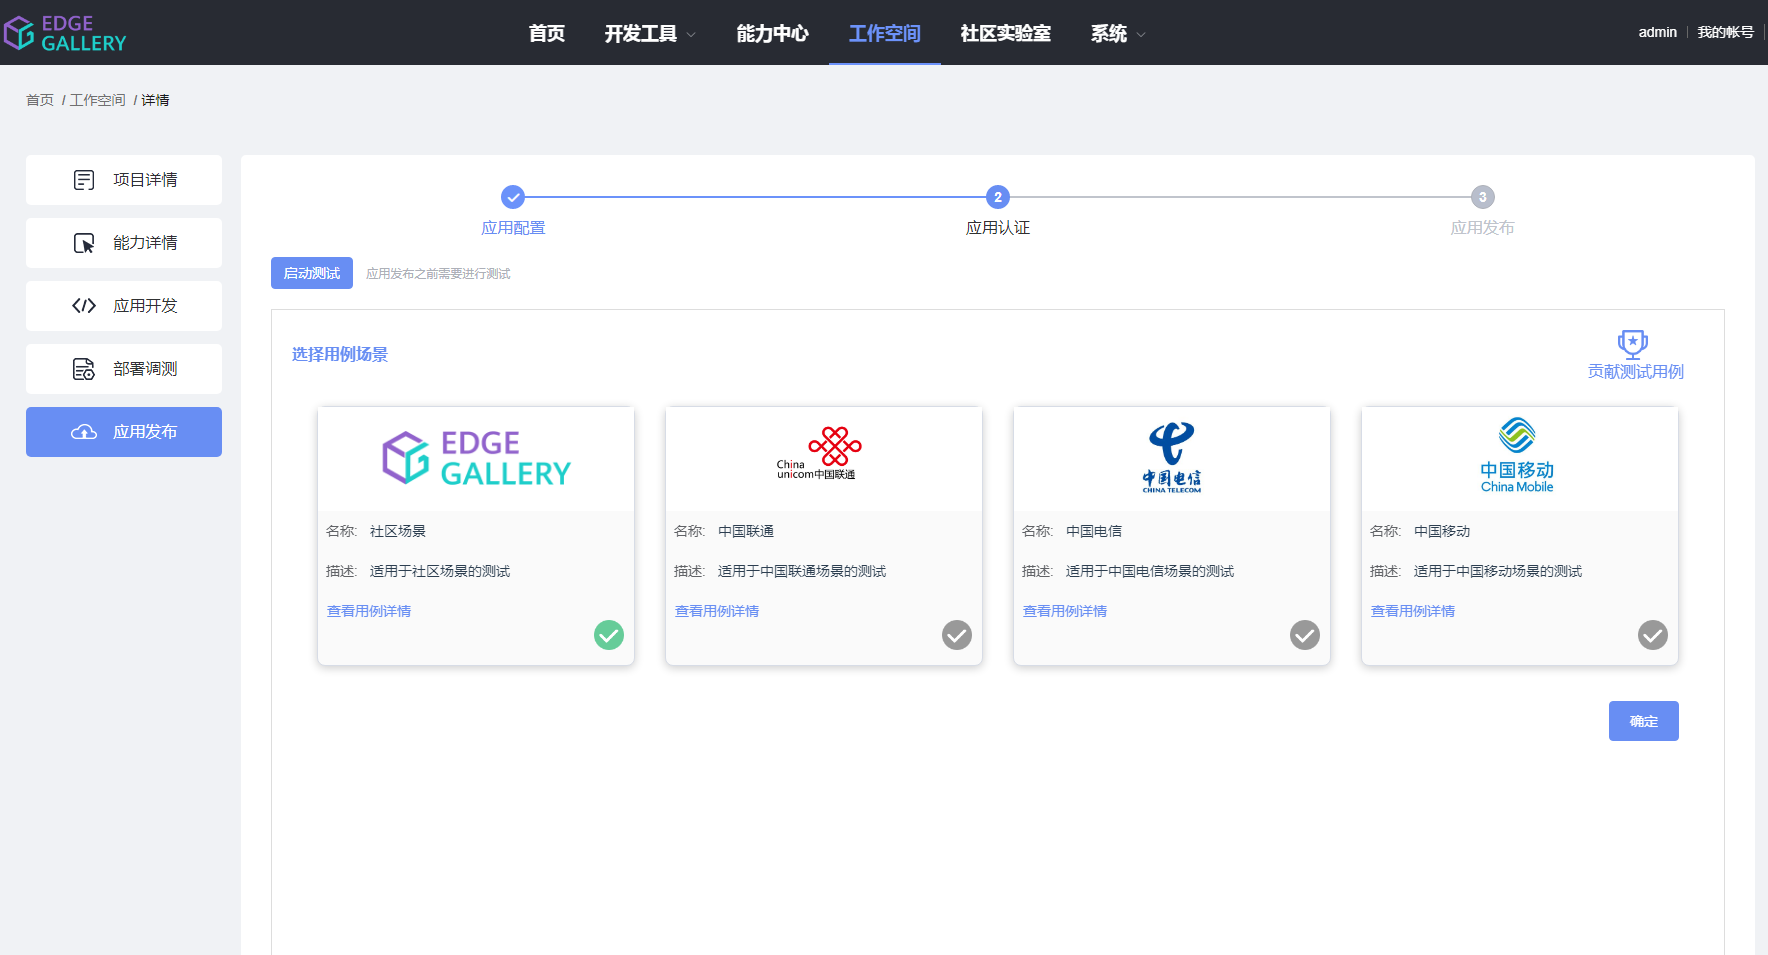 EDGE
GALLERY
首页 开发工具 能力中心 工作空间 社区实验室 系统
admin 我的帐号
首页 / 工作空间 / 详情
项目详情
能力详情
应用开发
部署调测
应用发布
2 3
应用配置 应用认证 应用发布
启动测试 应用发布之前需要进行测试
选择用例场景
贡献测试用例
EDGE
GALLERY
名称: 社区场景
描述: 适用于社区场景的测试
查看用例详情
China
unicom中国联通
名称: 中国联通
描述: 适用于中国联通场景的测试
查看用例详情
中国电信
CHINA TELECOM
名称: 中国电信
描述: 适用于中国电信场景的测试
查看用例详情
中国移动
China Mobile
名称: 中国移动
描述: 适用于中国移动场景的测试
查看用例详情
确定